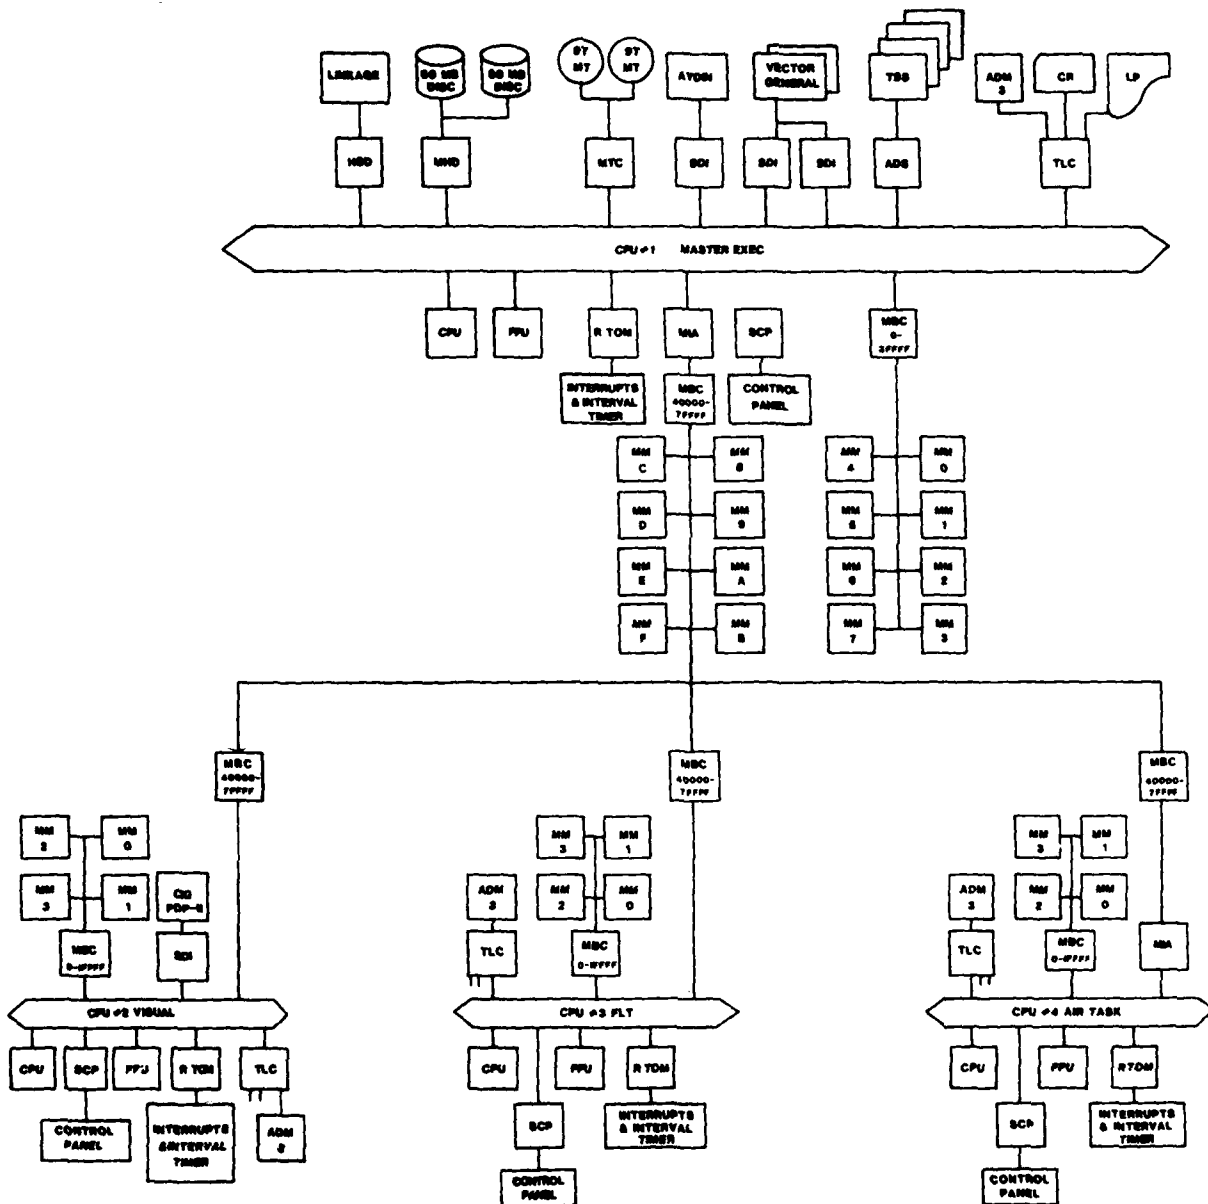 LINKAGE
80 MB
DISC
80 MB
DISC
9T
MT
9T
MT
AYDIN
VECTOR
GENERAL
TSS
ADM
3
CR
LP
HSD
MHD
MTC
SDI
SDI
SDI
ADS
TLC
CPU #1 MASTER EXEC
CPU
FPU
R TOM
MIA
SCP
MBC
0-
3FFFF
INTERRUPTS
& INTERVAL
TIMER
MBC
40000-
7FFFF
CONTROL
PANEL
MM
C
MM
8
MM
4
MM
0
MM
D
MM
9
MM
5
MM
1
MM
E
MM
A
MM
6
MM
2
MM
F
MM
B
MM
7
MM
3
MBC
40000-
7FFFF
MBC
40000-
7FFFF
MBC
40000-
7FFFF
MM
2
MM
0
MM
3
MM
1
MM
3
MM
1
MM
3
MM
1
CIG
PDP-11
ADM
3
MM
2
MM
0
ADM
3
MM
2
MM
0
MBC
0-1FFFF
SDI
TLC
MBC
0-1FFFF
TLC
MBC
0-1FFFF
MIA
CPU #2 VISUAL
CPU #3 FLT
CPU #4 AIR TASK
CPU
SCP
FPU
R TOM
TLC
CPU
FPU
R TOM
CPU
FPU
R TOM
CONTROL
PANEL
INTERRUPTS
& INTERVAL
TIMER
ADM
3
SCP
INTERRUPTS
& INTERVAL
TIMER
SCP
INTERRUPTS
& INTERVAL
TIMER
CONTROL
PANEL
CONTROL
PANEL